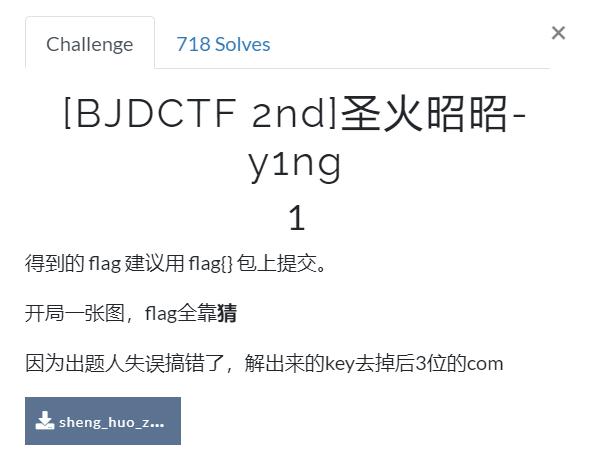 Challenge
718 Solves
×
[BJDCTF 2nd]圣火昭昭-
y1ng
1
得到的 flag 建议用 flag{} 包上提交。
开局一张图，flag全靠猜
因为出题人失误搞错了，解出来的key去掉后3位的com
sheng_huo_z...